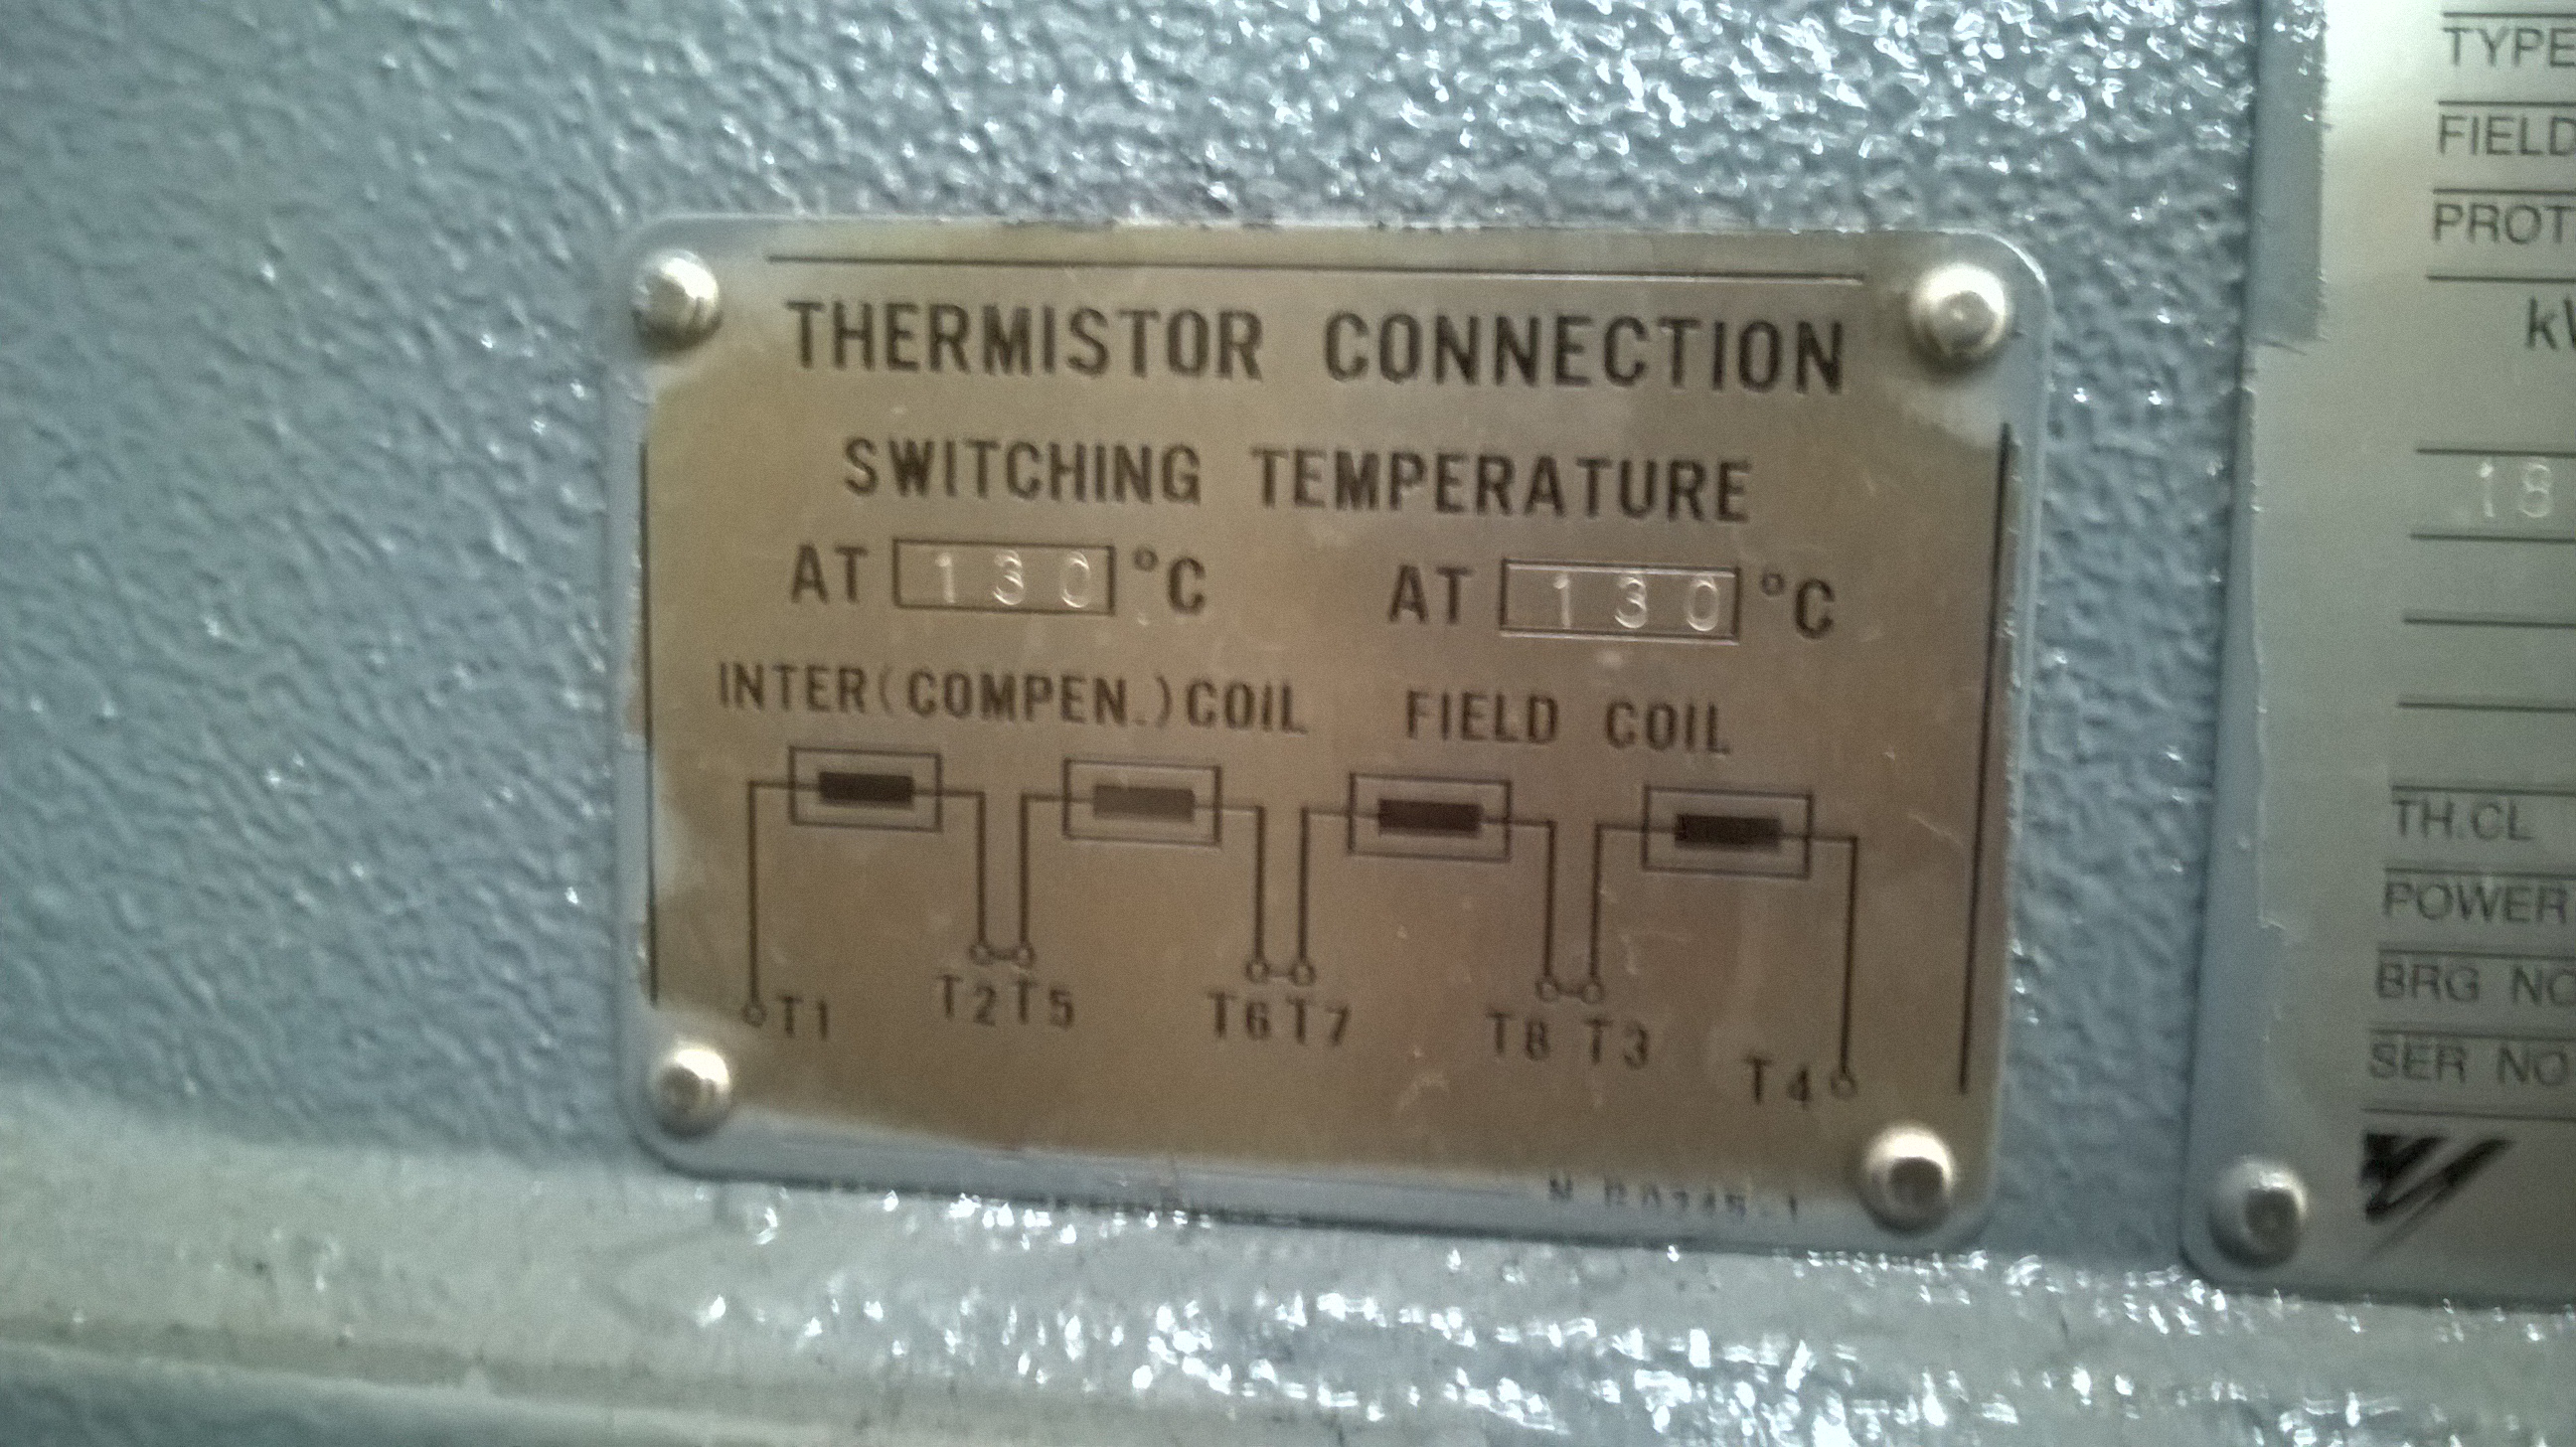 THERMISTOR CONNECTION
SWITCHING TEMPERATURE
AT 130 °C AT 130 °C
INTER(COMPEN.)COIL FIELD COIL
T1 T2 T5 T6 T7 T8 T3 T4
TYPE
FIELD
PROT
18
TH.CL
POWER
BRG NO
SER NO